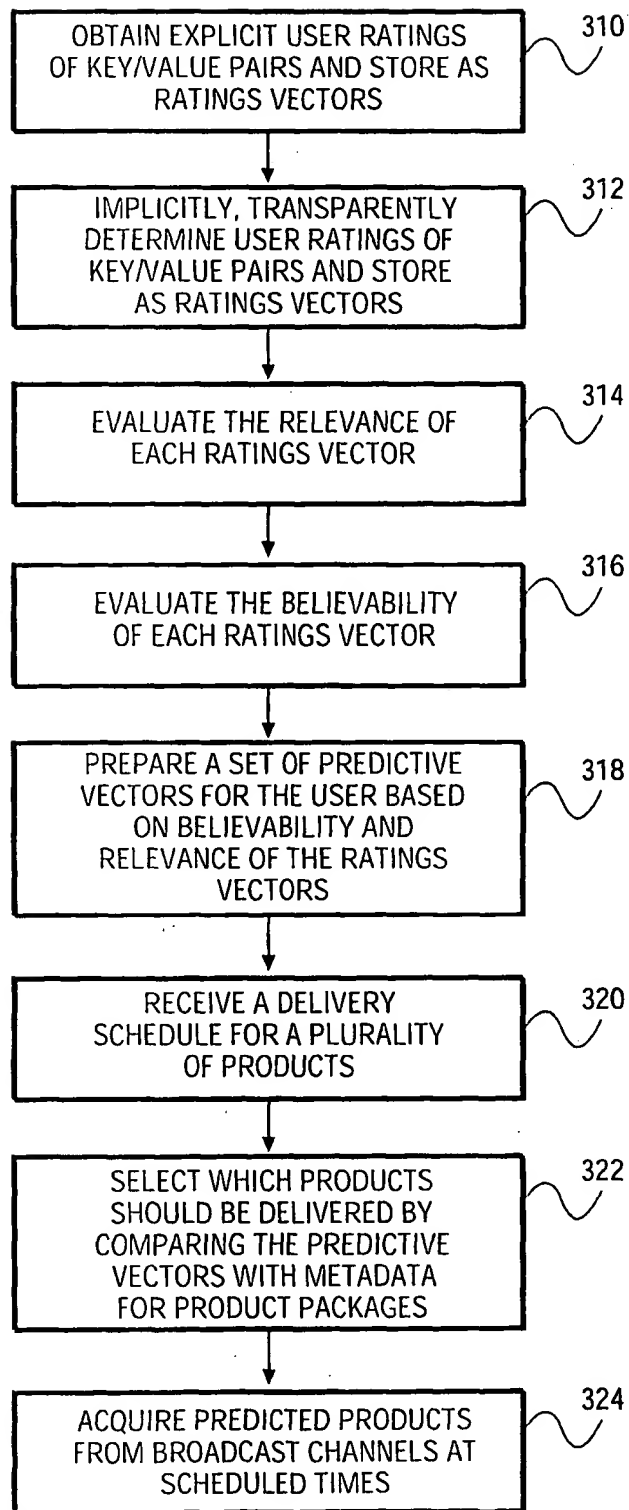 OBTAIN EXPLICIT USER RATINGS
OF KEY/VALUE PAIRS AND STORE AS
RATINGS VECTORS
310
IMPLICITLY, TRANSPARENTLY
DETERMINE USER RATINGS OF
KEY/VALUE PAIRS AND STORE
AS RATINGS VECTORS
312
EVALUATE THE RELEVANCE OF
EACH RATINGS VECTOR
314
EVALUATE THE BELIEVABILITY
OF EACH RATINGS VECTOR
316
PREPARE A SET OF PREDICTIVE
VECTORS FOR THE USER BASED
ON BELIEVABILITY AND
RELEVANCE OF THE RATINGS
VECTORS
318
RECEIVE A DELIVERY
SCHEDULE FOR A PLURALITY
OF PRODUCTS
320
SELECT WHICH PRODUCTS
SHOULD BE DELIVERED BY
COMPARING THE PREDICTIVE
VECTORS WITH METADATA
FOR PRODUCT PACKAGES
322
ACQUIRE PREDICTED PRODUCTS
FROM BROADCAST CHANNELS AT
SCHEDULED TIMES
324